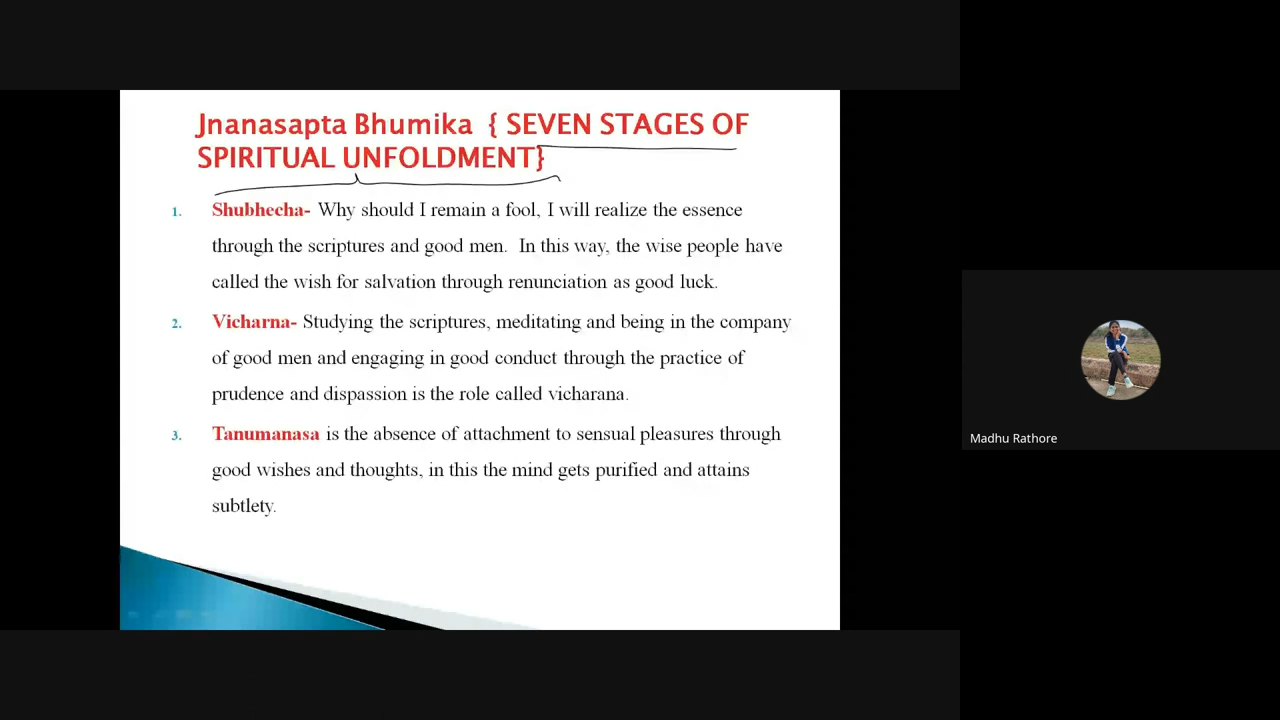 Jnanasapta Bhumika { SEVEN STAGES OF
SPIRITUAL UNFOLDMENT}
1. Shubhecha- Why should I remain a fool, I will realize the essence
through the scriptures and good men. In this way, the wise people have
called the wish for salvation through renunciation as good luck.
2. Vicharna- Studying the scriptures, meditating and being in the company
of good men and engaging in good conduct through the practice of
prudence and dispassion is the role called vicharana.
3. Tanumanasa is the absence of attachment to sensual pleasures through
good wishes and thoughts, in this the mind gets purified and attains
subtlety.
Madhu Rathore